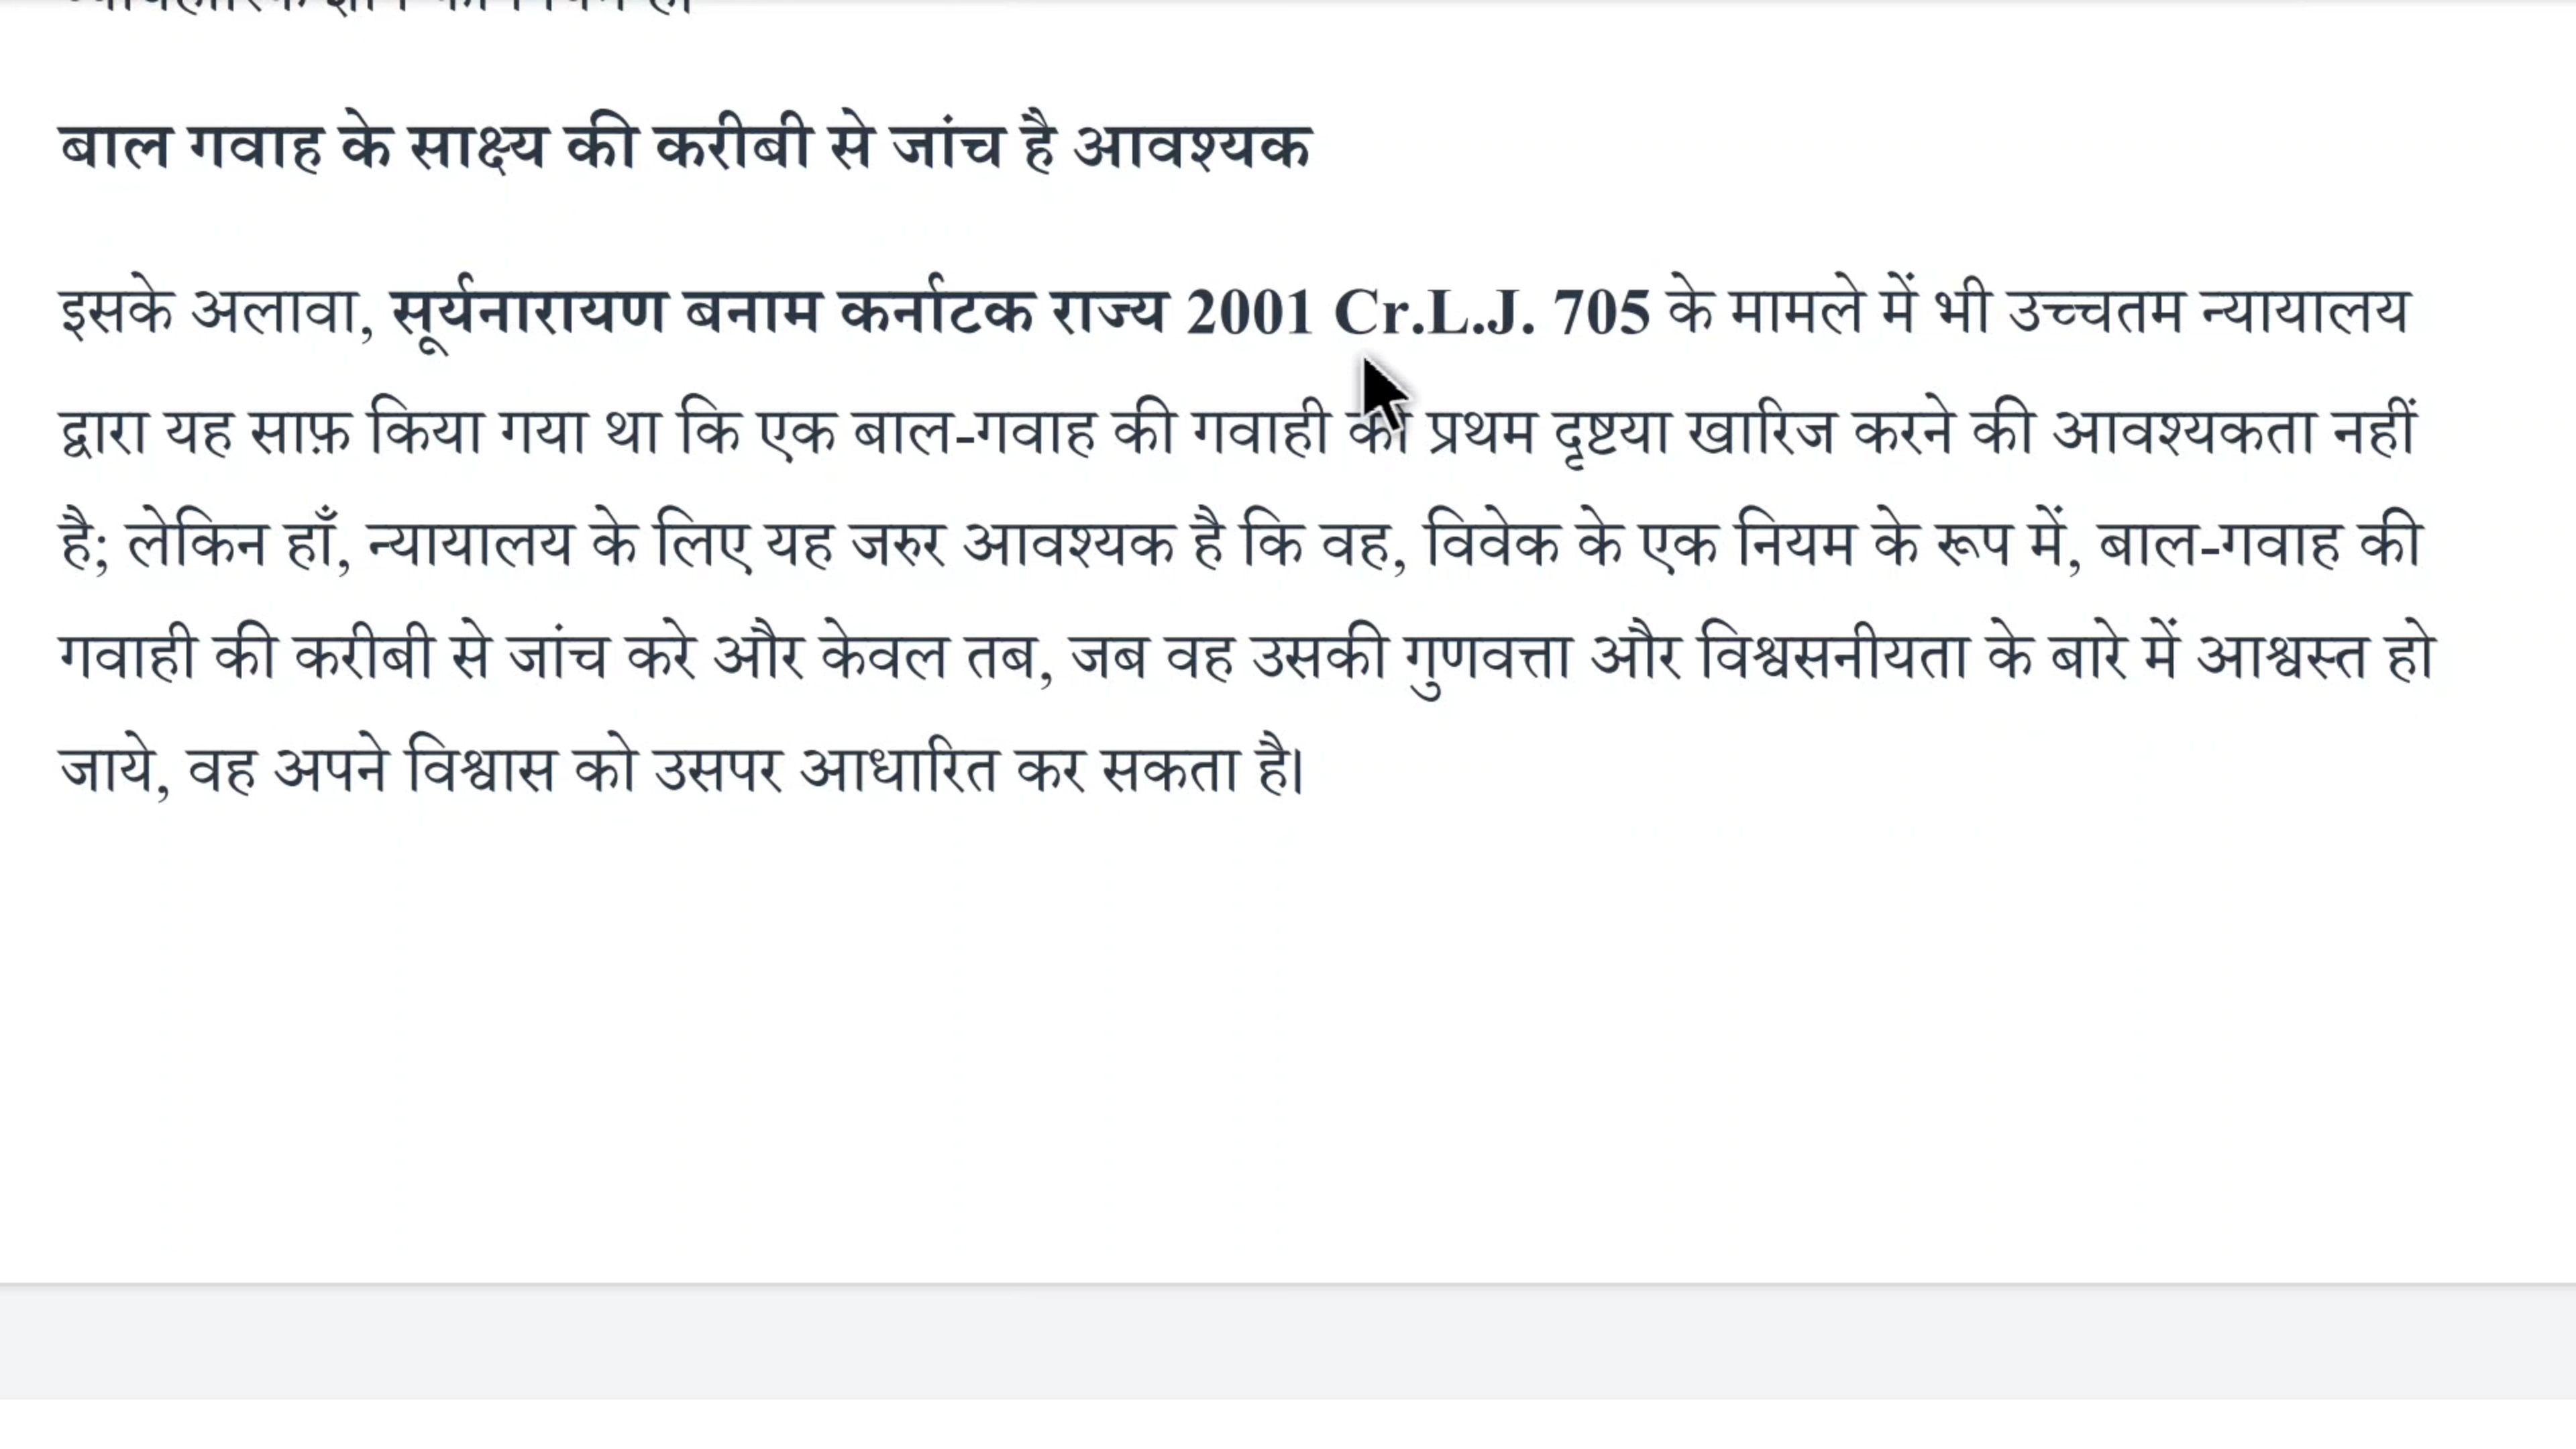 बाल गवाह के साक्ष्य की करीबी से जांच है आवश्यक
इसके अलावा, सूर्यनारायण बनाम कर्नाटक राज्य 2001 Cr.L.J. 705 के मामले में भी उच्चतम न्यायालय
द्वारा यह साफ़ किया गया था कि एक बाल-गवाह की गवाही को प्रथम दृष्टया खारिज करने की आवश्यकता नहीं
है; लेकिन हाँ, न्यायालय के लिए यह जरुर आवश्यक है कि वह, विवेक के एक नियम के रूप में, बाल-गवाह की
गवाही की करीबी से जांच करे और केवल तब, जब वह उसकी गुणवत्ता और विश्वसनीयता के बारे में आश्वस्त हो
जाये, वह अपने विश्वास को उसपर आधारित कर सकता है।